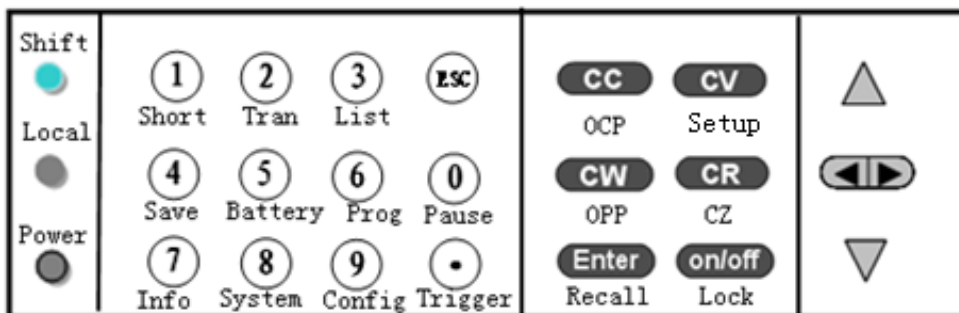 Shift
1 2 3 ESC
Short Tran List
CC CV
OCP Setup
Local
4 5 6 0
Save Battery Prog Pause
CW CR
OPP CZ
Power
7 8 9 •
Info System Config Trigger
Enter on/off
Recall Lock